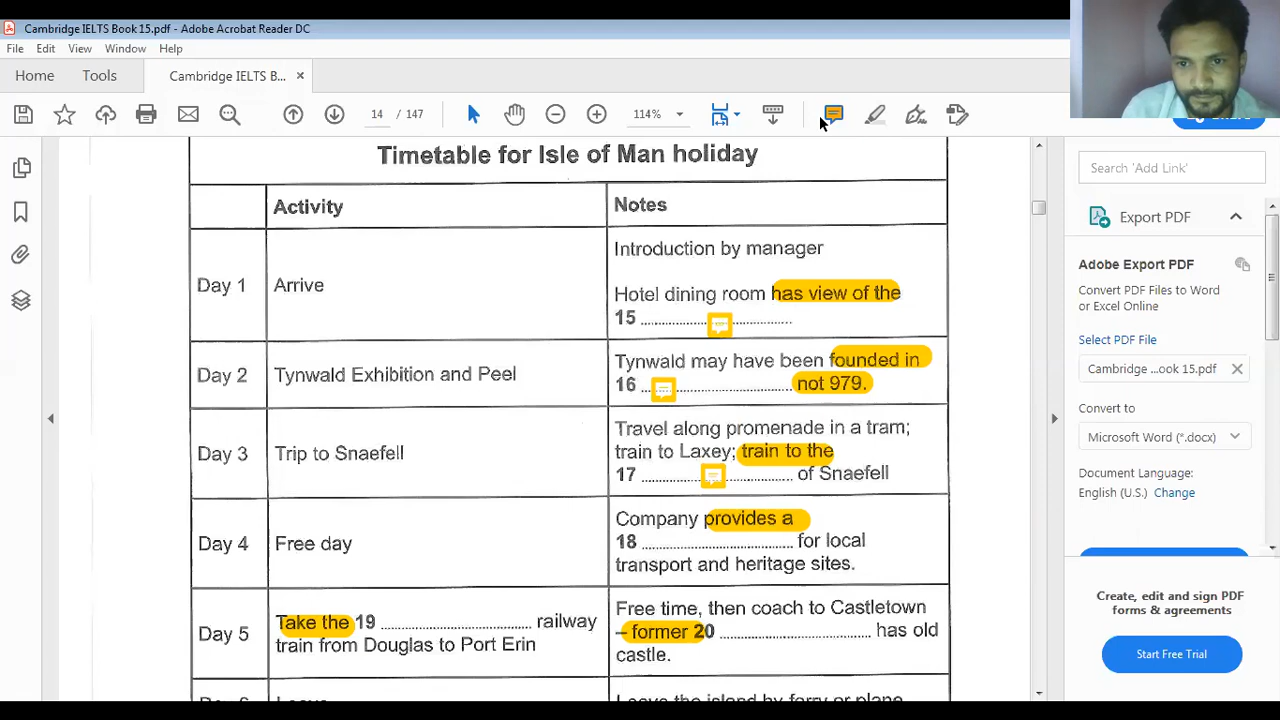 Cambridge IELTS Book 15.pdf - Adobe Acrobat Reader DC
File Edit View Window Help
Home Tools Cambridge IELTS B... ×
14 / 147 114%
Timetable for Isle of Man holiday
Activity Notes
Day 1 Arrive Introduction by manager
Hotel dining room has view of the
15 ..............................
Day 2 Tynwald Exhibition and Peel Tynwald may have been founded in
16 .............................. not 979.
Day 3 Trip to Snaefell Travel along promenade in a tram;
train to Laxey; train to the
17 .............................. of Snaefell
Day 4 Free day Company provides a
18 .............................. for local
transport and heritage sites.
Day 5 Take the 19 .............................. railway
train from Douglas to Port Erin
Free time, then coach to Castletown
– former 20 .............................. has old
castle.
Leave the island by ferry or plane
Search 'Add Link'
Export PDF
Adobe Export PDF
Convert PDF Files to Word
or Excel Online
Select PDF File
Cambridge ...ook 15.pdf ×
Convert to
Microsoft Word (*.docx)
Document Language:
English (U.S.) Change
Create, edit and sign PDF
forms & agreements
Start Free Trial